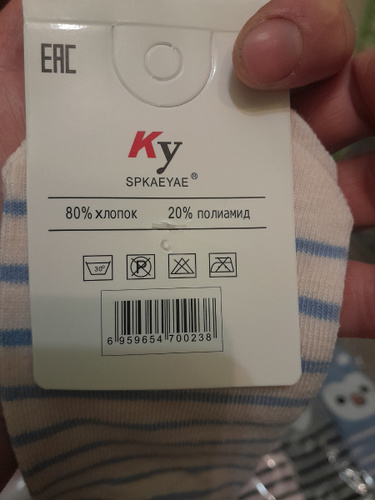 EAC
Ky
SPKAEYAE®
80% хлопок 20% полиамид
30° P
6 959654 700238